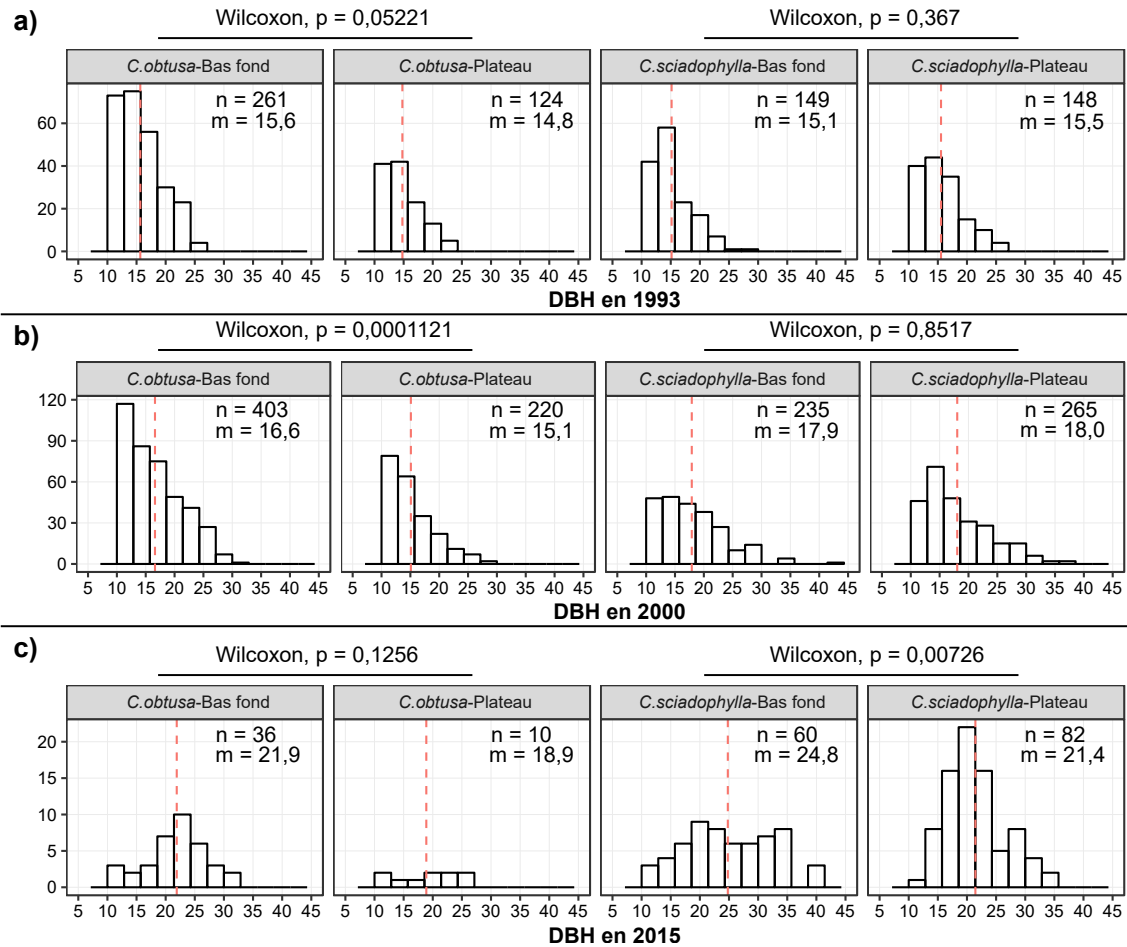 a)
Wilcoxon, p = 0,05221
Wilcoxon, p = 0,367
C.obtusa-Bas fond
C.obtusa-Plateau
C.sciadophylla-Bas fond
C.sciadophylla-Plateau
n = 261
m = 15,6
n = 124
m = 14,8
n = 149
m = 15,1
n = 148
m = 15,5
60
40
20
0
5 10 15 20 25 30 35 40 45
5 10 15 20 25 30 35 40 45
5 10 15 20 25 30 35 40 45
5 10 15 20 25 30 35 40 45
DBH en 1993
b)
Wilcoxon, p = 0,0001121
Wilcoxon, p = 0,8517
C.obtusa-Bas fond
C.obtusa-Plateau
C.sciadophylla-Bas fond
C.sciadophylla-Plateau
n = 403
m = 16,6
n = 220
m = 15,1
n = 235
m = 17,9
n = 265
m = 18,0
120
90
60
30
0
5 10 15 20 25 30 35 40 45
5 10 15 20 25 30 35 40 45
5 10 15 20 25 30 35 40 45
5 10 15 20 25 30 35 40 45
DBH en 2000
c)
Wilcoxon, p = 0,1256
Wilcoxon, p = 0,00726
C.obtusa-Bas fond
C.obtusa-Plateau
C.sciadophylla-Bas fond
C.sciadophylla-Plateau
n = 36
m = 21,9
n = 10
m = 18,9
n = 60
m = 24,8
n = 82
m = 21,4
20
15
10
5
0
5 10 15 20 25 30 35 40 45
5 10 15 20 25 30 35 40 45
5 10 15 20 25 30 35 40 45
5 10 15 20 25 30 35 40 45
DBH en 2015